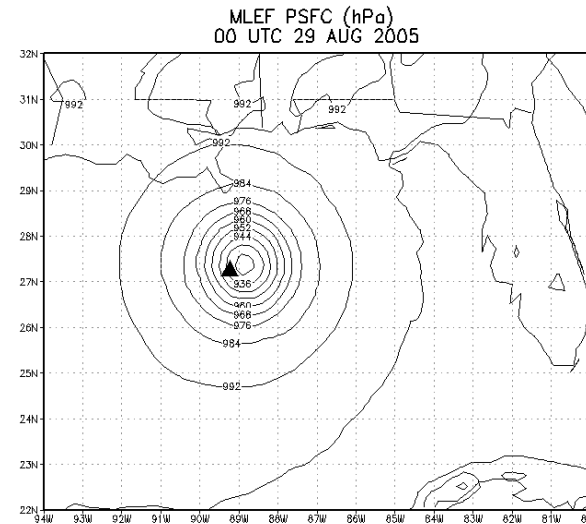 MLEF PSFC (hPa)
00 UTC 29 AUG 2005
32N
31N
992
992
992
30N
992
29N
984
976
968
960
952
944
28N
27N
936
960
968
976
26N
984
25N
992
24N
23N
22N
94W 93W 92W 91W 90W 89W 88W 87W 86W 85W 84W 83W 82W 81W